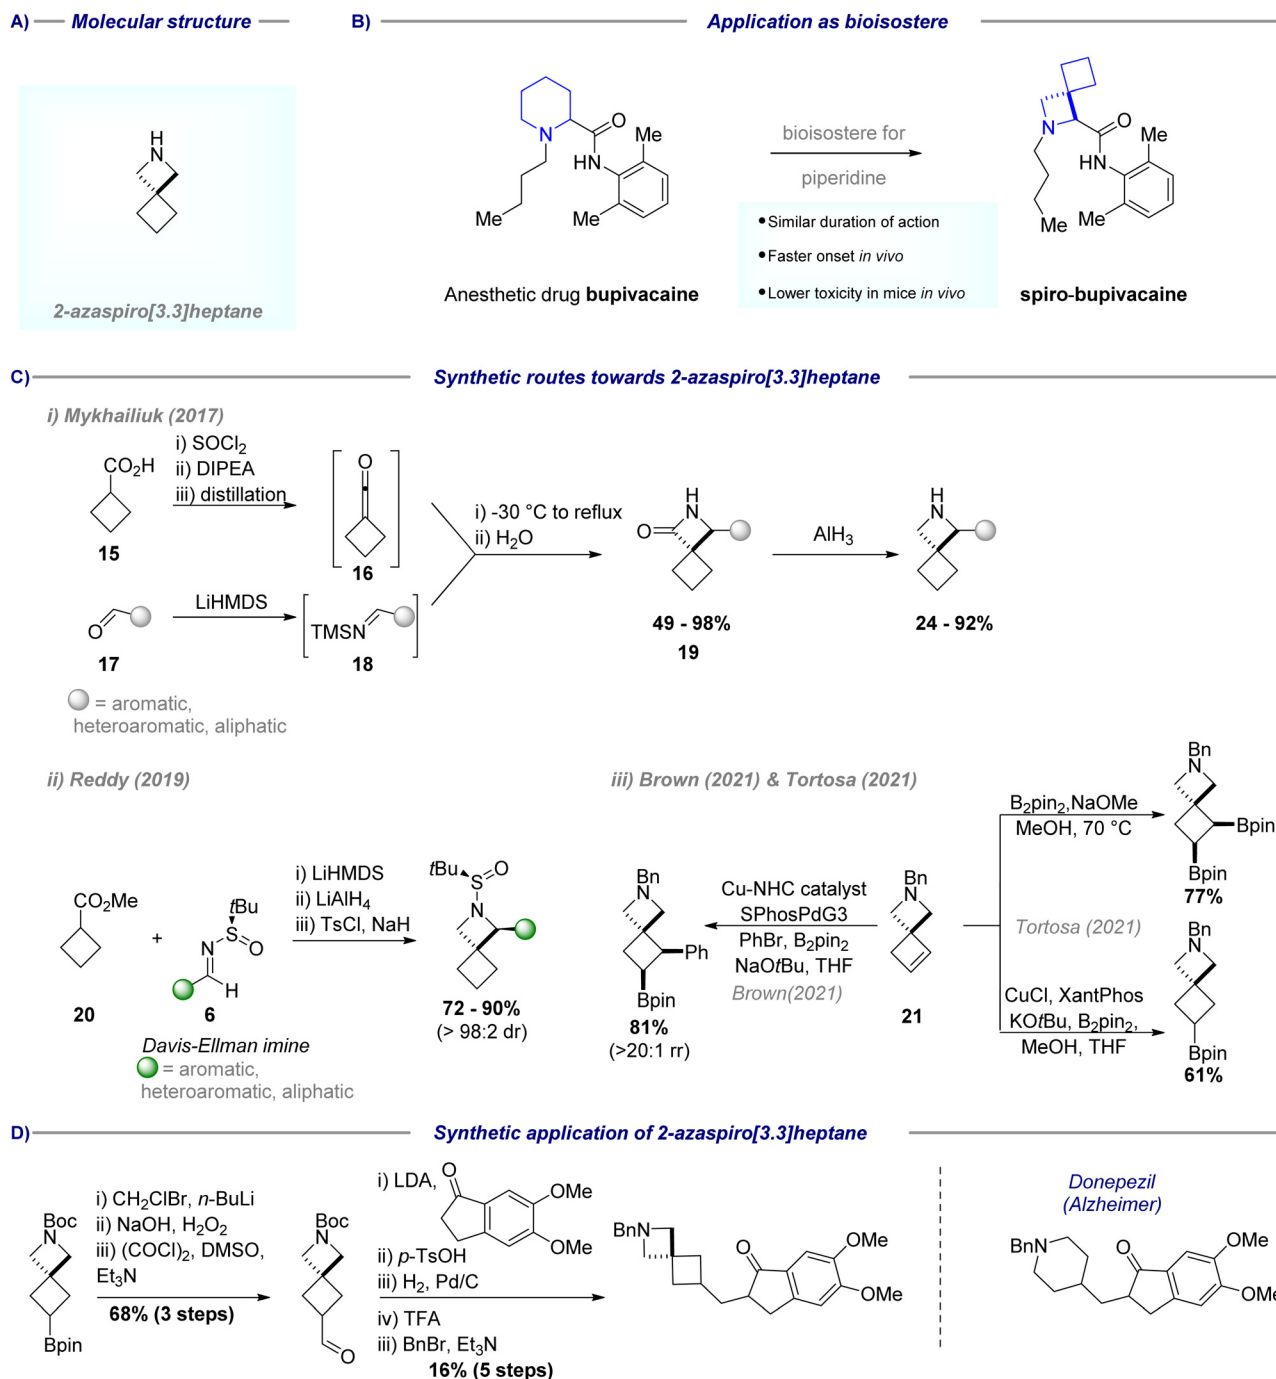 A) Molecular structure
B) Application as bioisostere
H
N
2-azaspiro[3.3]heptane
N
O
HN
Me
Me
Me
Anesthetic drug bupivacaine
bioisostere for
piperidine
•Similar duration of action
•Faster onset in vivo
•Lower toxicity in mice in vivo
N
O
HN
Me
Me
Me
spiro-bupivacaine
C) Synthetic routes towards 2-azaspiro[3.3]heptane
i) Mykhailiuk (2017)
CO2H
15
i) SOCl2
ii) DIPEA
iii) distillation
O
16
O
17
LiHMDS
TMSN
18
i) -30 °C to reflux
ii) H2O
H
N
O
49 - 98%
19
AlH3
H
N
24 - 92%
= aromatic,
heteroaromatic, aliphatic
ii) Reddy (2019)
CO2Me
20
+
tBu
S
O
N
H
6
Davis-Ellman imine
= aromatic,
heteroaromatic, aliphatic
i) LiHMDS
ii) LiAlH4
iii) TsCl, NaH
tBu
S
O
N
72 - 90%
(> 98:2 dr)
iii) Brown (2021) & Tortosa (2021)
Bn
N
Ph
Bpin
81%
(>20:1 rr)
Cu-NHC catalyst
SPhosPdG3
PhBr, B2pin2
NaOtBu, THF
Brown(2021)
Bn
N
21
B2pin2,NaOMe
MeOH, 70 °C
Bn
N
Bpin
Bpin
77%
Tortosa (2021)
CuCl, XantPhos
KOtBu, B2pin2,
MeOH, THF
Bn
N
Bpin
61%
D) Synthetic application of 2-azaspiro[3.3]heptane
Boc
N
Bpin
i) CH2ClBr, n-BuLi
ii) NaOH, H2O2
iii) (COCl)2, DMSO,
Et3N
68% (3 steps)
Boc
N
O
i) LDA,
O
OMe
OMe
ii) p-TsOH
iii) H2, Pd/C
iv) TFA
iii) BnBr, Et3N
16% (5 steps)
BnN
O
OMe
OMe
Donepezil
(Alzheimer)
BnN
O
OMe
OMe